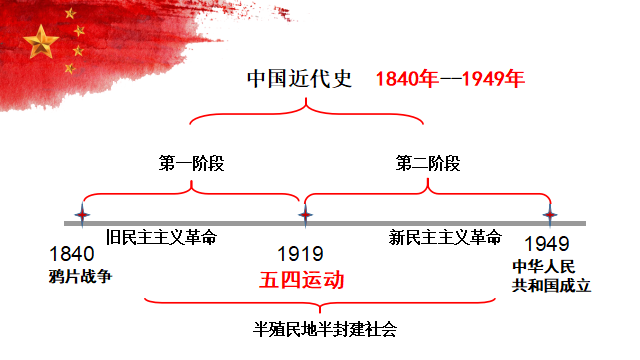 中国近代史 1840年--1949年
第一阶段
第二阶段
旧民主主义革命
新民主主义革命
1840
鸦片战争
1919
五四运动
1949
中华人民
共和国成立
半殖民地半封建社会